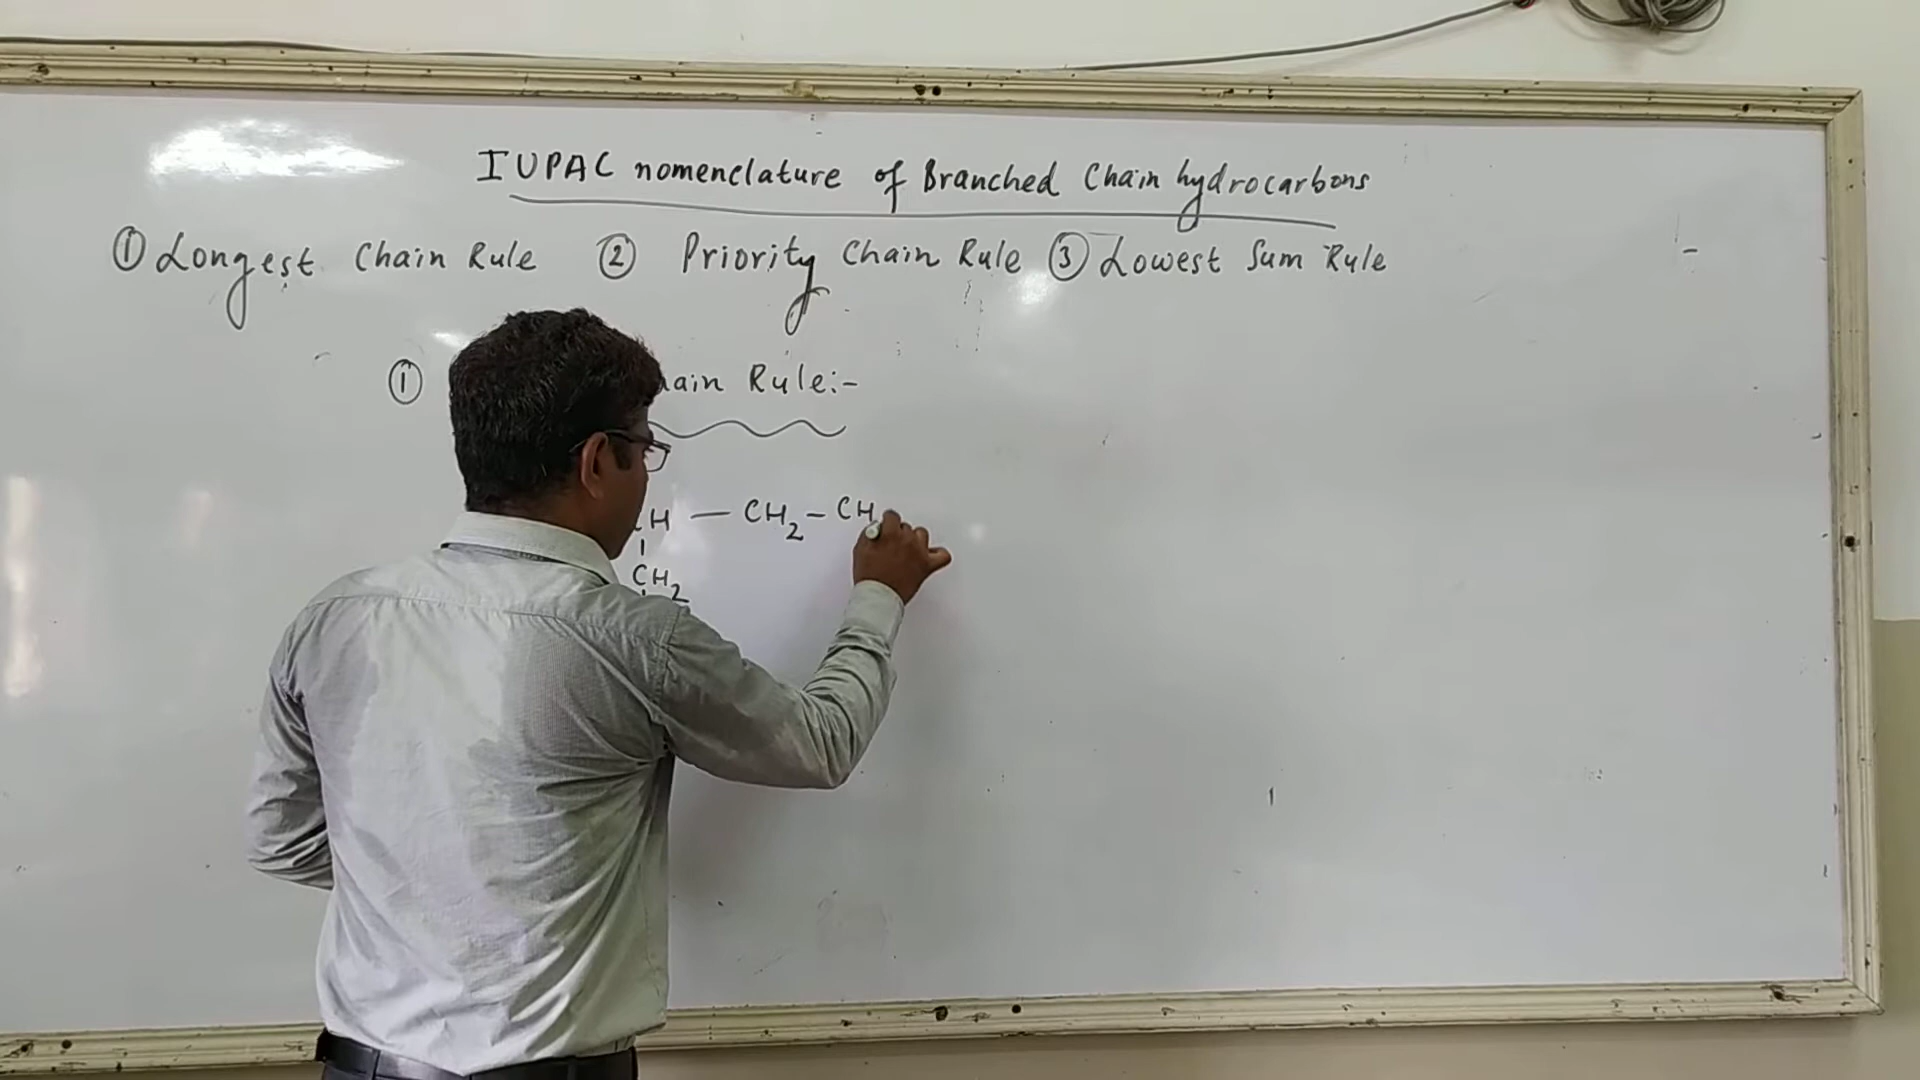 IUPAC nomenclature of Branched Chain hydrocarbons
① Longest Chain Rule ② Priority Chain Rule ③ Lowest Sum Rule
① Rule:-
CH — CH2 – CH
CH2